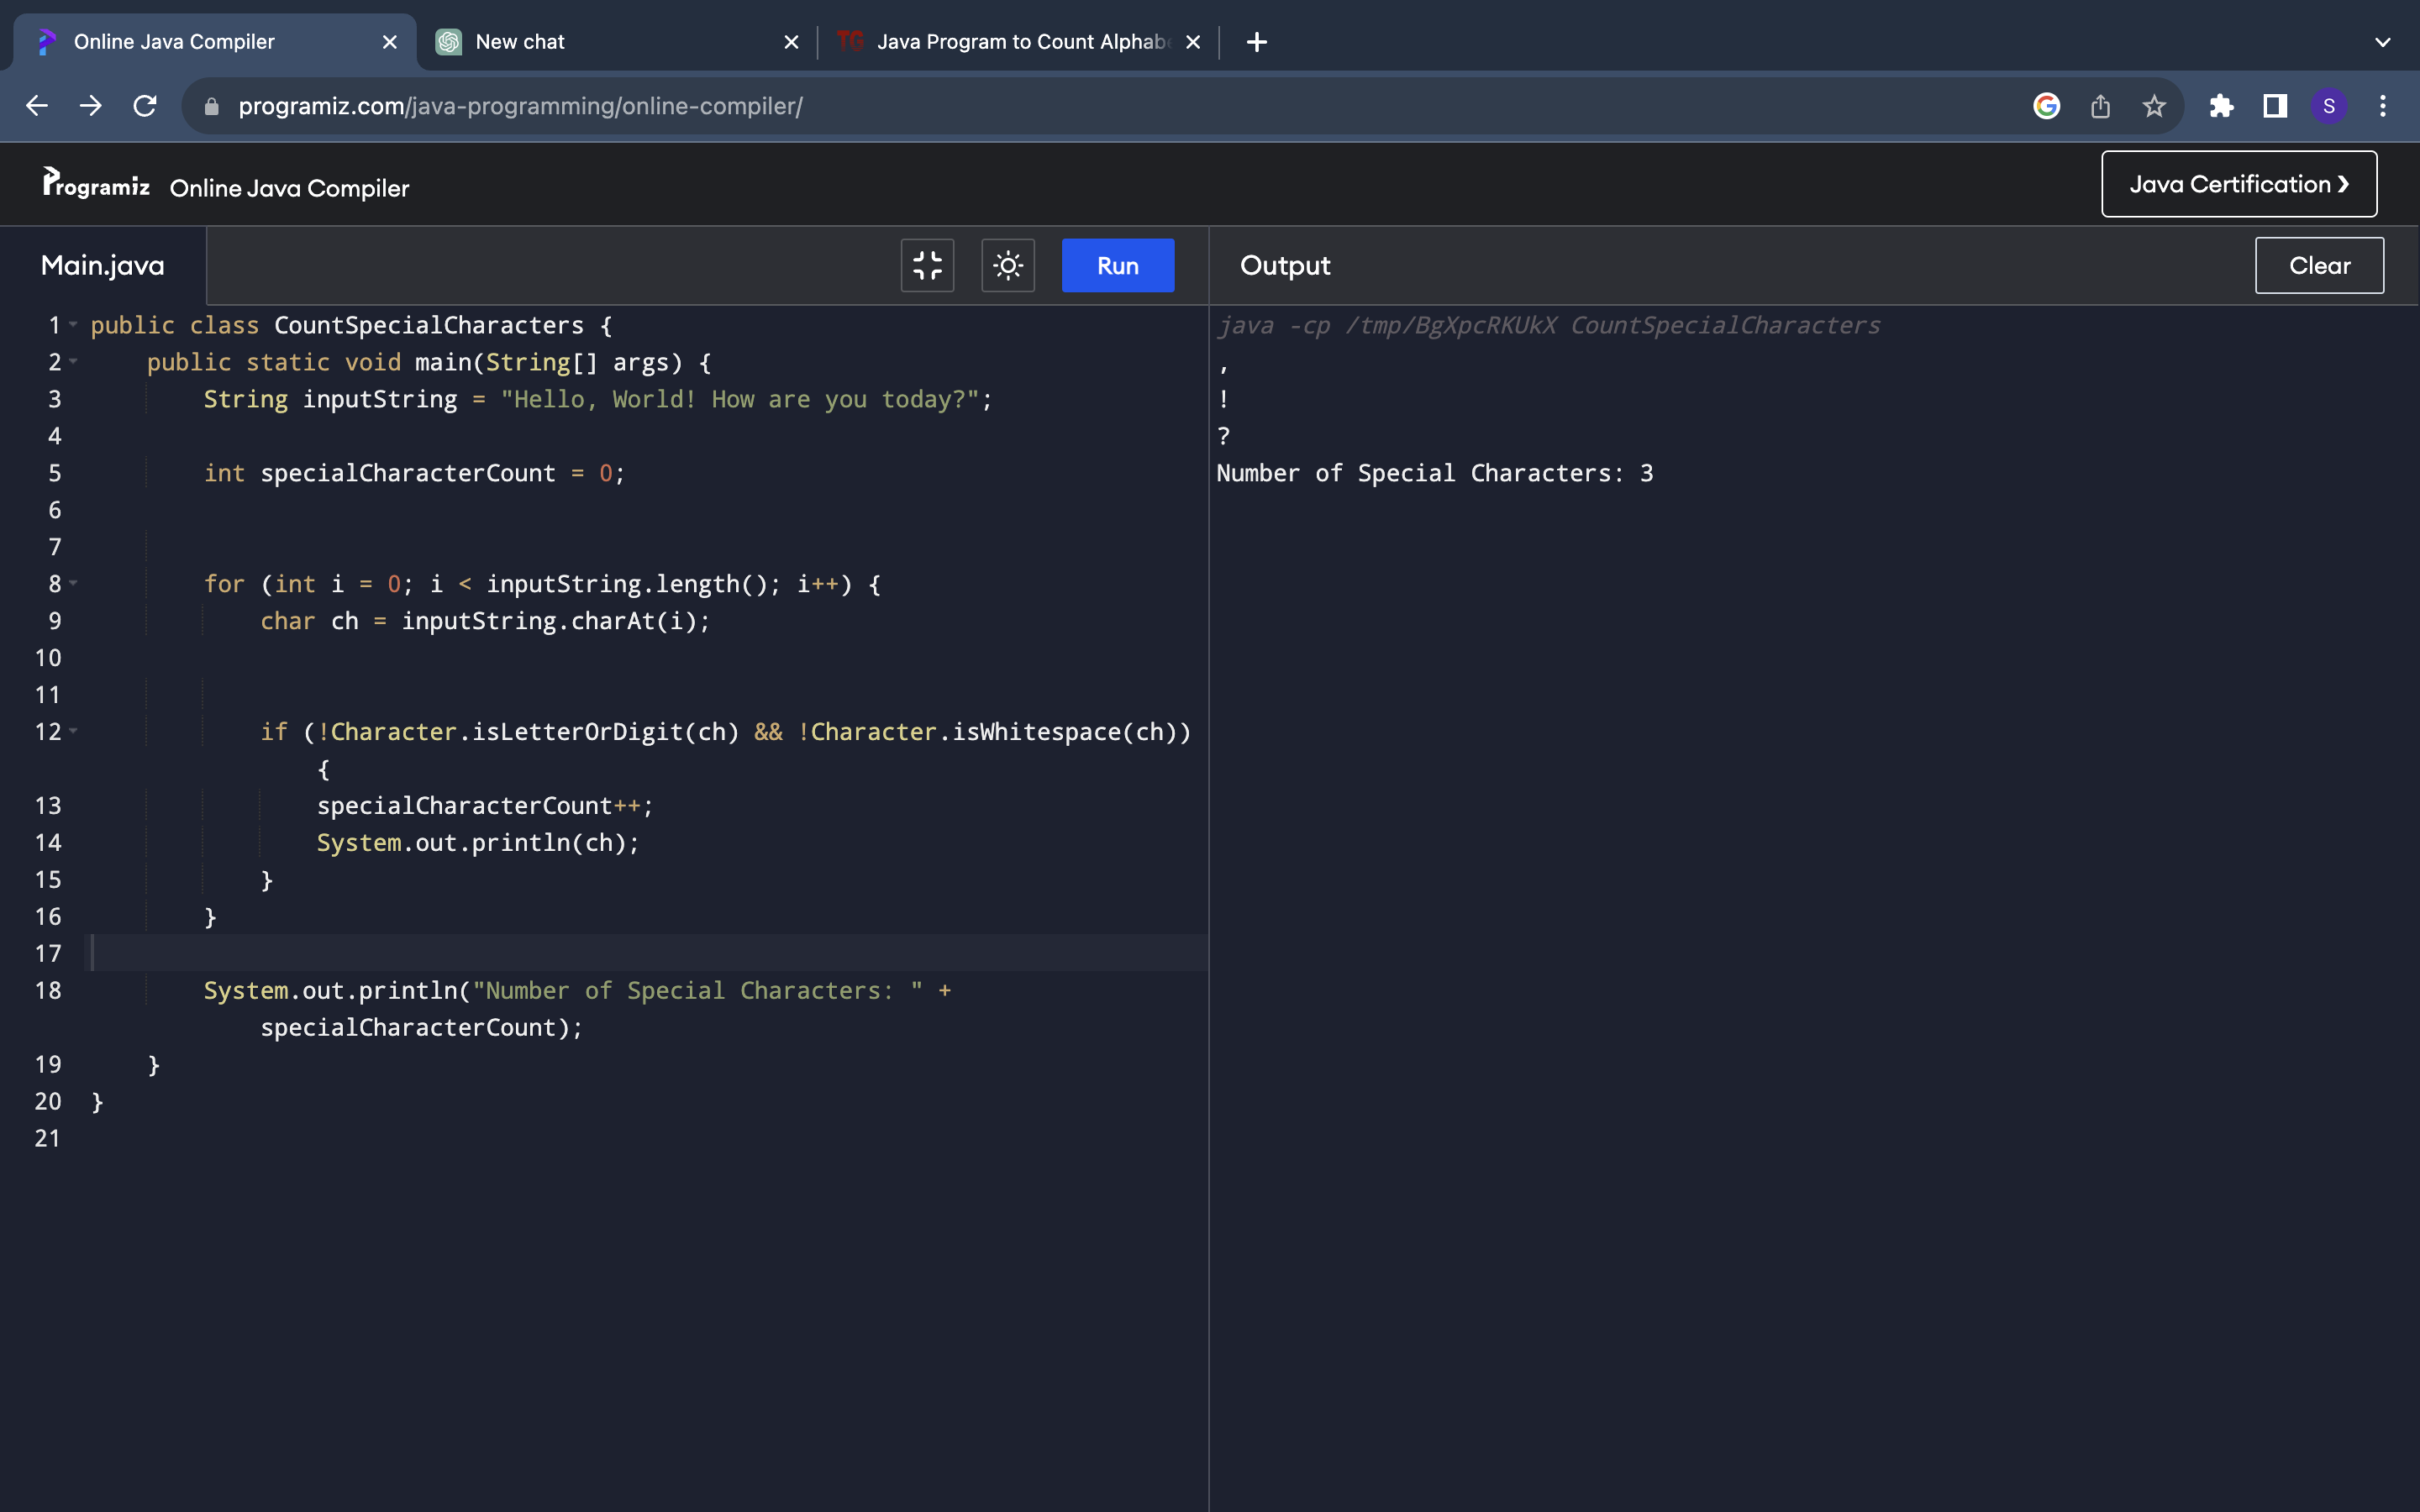 Online Java Compiler
New chat
Java Program to Count Alphab
programiz.com/java-programming/online-compiler/
S
Programiz Online Java Compiler
Java Certification ❯
Main.java
Run
Output
Clear
1 public class CountSpecialCharacters {
2     public static void main(String[] args) {
3         String inputString = "Hello, World! How are you today?";
4
5         int specialCharacterCount = 0;
6
7
8         for (int i = 0; i < inputString.length(); i++) {
9             char ch = inputString.charAt(i);
10
11
12             if (!Character.isLetterOrDigit(ch) && !Character.isWhitespace(ch))
                {
13                 specialCharacterCount++;
14                 System.out.println(ch);
15             }
16         }
17
18         System.out.println("Number of Special Characters: " +
            specialCharacterCount);
19     }
20 }
21
java -cp /tmp/BgXpcRKUkX CountSpecialCharacters
,
!
?
Number of Special Characters: 3